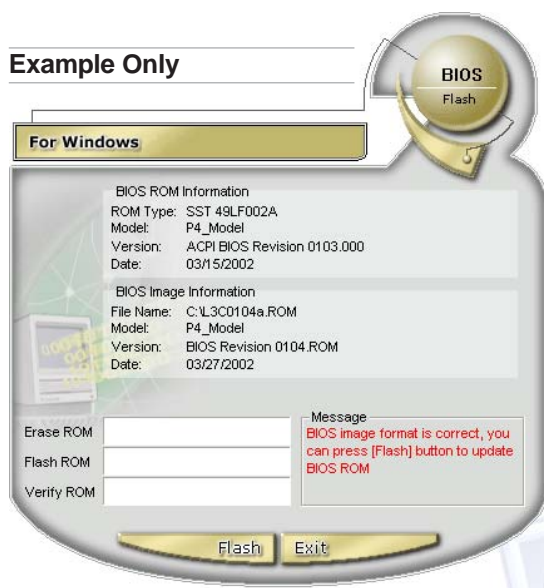 Example Only
BIOS
Flash
For Windows
BIOS ROM Information
ROM Type: SST 49LF002A
Model: P4_Model
Version: ACPI BIOS Revision 0103.000
Date: 03/15/2002
BIOS Image Information
File Name: C:\L3C0104a.ROM
Model: P4_Model
Version: BIOS Revision 0104.ROM
Date: 03/27/2002
Erase ROM
Flash ROM
Verify ROM
Message
BIOS image format is correct, you
can press [Flash] button to update
BIOS ROM
Flash
Exit